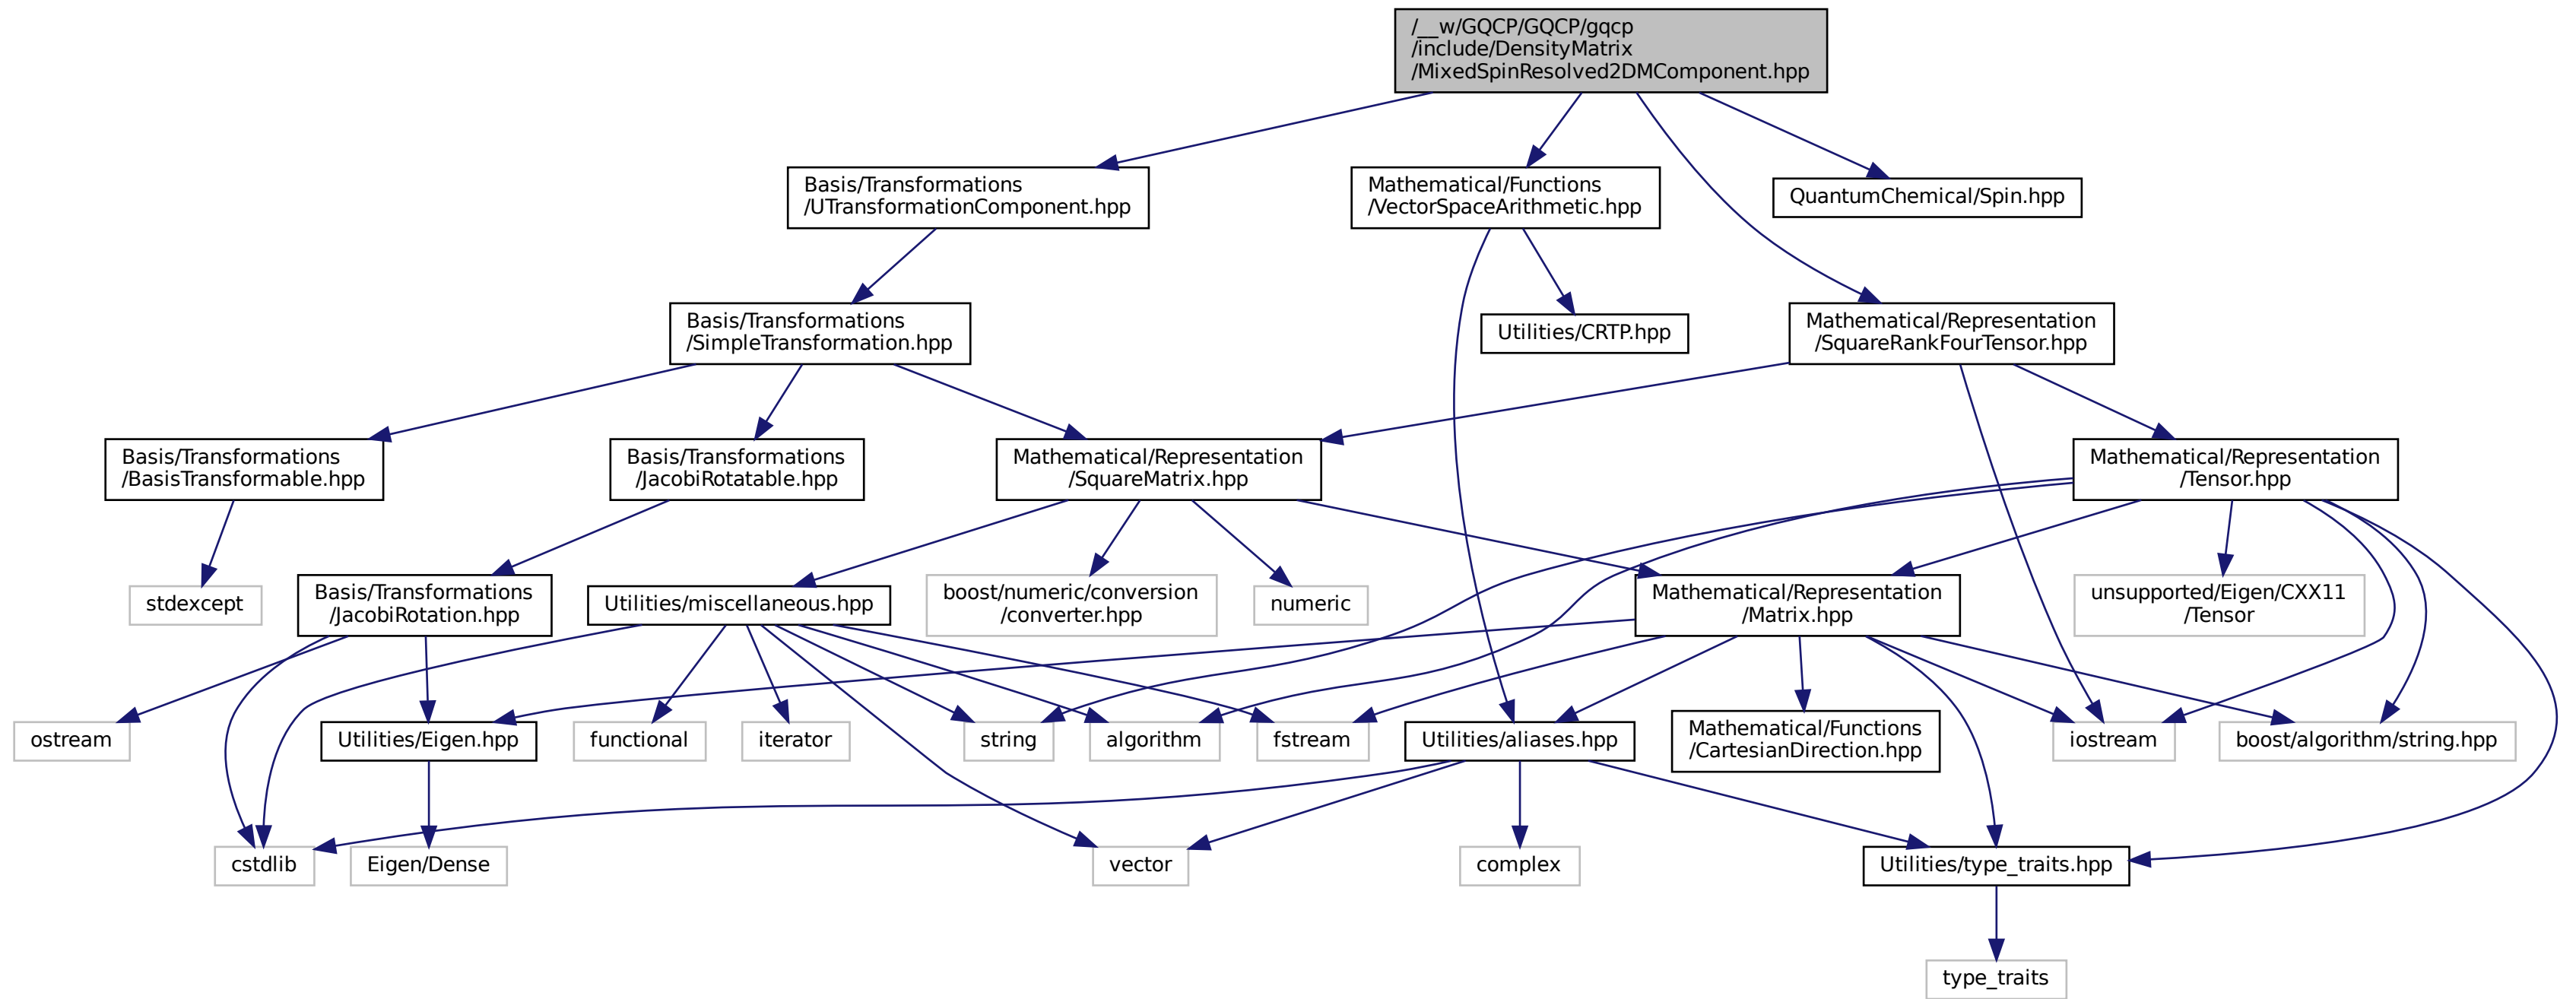 /__w/GQCP/GQCP/gqcp
/include/DensityMatrix
/MixedSpinResolved2DMComponent.hpp
Basis/Transformations
/UTransformationComponent.hpp
Mathematical/Functions
/VectorSpaceArithmetic.hpp
QuantumChemical/Spin.hpp
Basis/Transformations
/SimpleTransformation.hpp
Utilities/CRTP.hpp
Mathematical/Representation
/SquareRankFourTensor.hpp
Basis/Transformations
/BasisTransformable.hpp
Basis/Transformations
/JacobiRotatable.hpp
Mathematical/Representation
/SquareMatrix.hpp
Mathematical/Representation
/Tensor.hpp
stdexcept
Basis/Transformations
/JacobiRotation.hpp
Utilities/miscellaneous.hpp
boost/numeric/conversion
/converter.hpp
numeric
Mathematical/Representation
/Matrix.hpp
unsupported/Eigen/CXX11
/Tensor
ostream
Utilities/Eigen.hpp
functional
iterator
string
algorithm
fstream
Utilities/aliases.hpp
Mathematical/Functions
/CartesianDirection.hpp
iostream
boost/algorithm/string.hpp
cstdlib
Eigen/Dense
vector
complex
Utilities/type_traits.hpp
type_traits